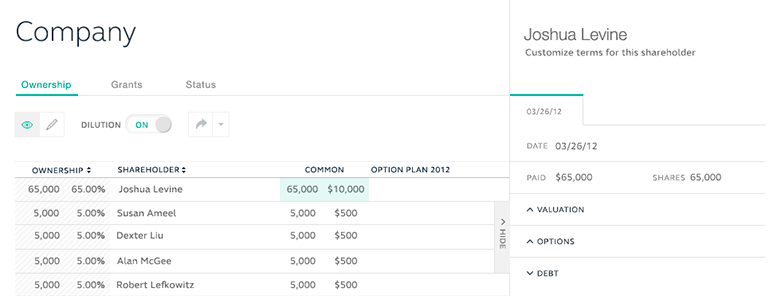 Company
Ownership Grants Status
DILUTION ON
OWNERSHIP SHAREHOLDER COMMON OPTION PLAN 2012
65,000 65.00% Joshua Levine 65,000 $10,000
5,000 5.00% Susan Ameel 5,000 $500
5,000 5.00% Dexter Liu 5,000 $500
5,000 5.00% Alan McGee 5,000 $500
5,000 5.00% Robert Lefkowitz 5,000 $500
HIDE
Joshua Levine
Customize terms for this shareholder
03/26/12
DATE 03/26/12
PAID $65,000 SHARES 65,000
VALUATION
OPTIONS
DEBT